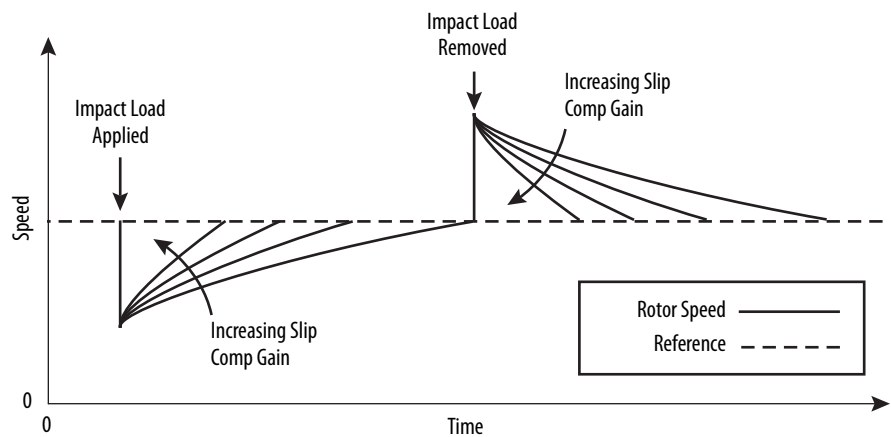 Impact Load
Removed
Increasing Slip
Comp Gain
Impact Load
Applied
Speed
Increasing Slip
Comp Gain
Rotor Speed
Reference
0
0
Time